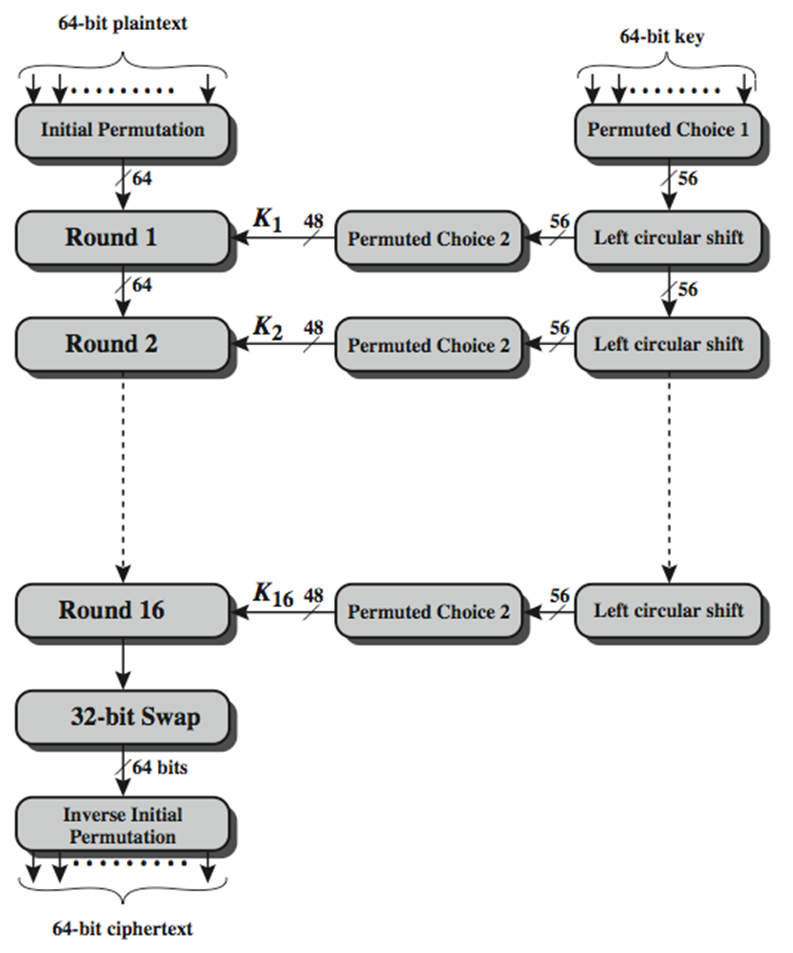 64-bit plaintext
64-bit key
Initial Permutation
Permuted Choice 1
64
56
Round 1
K1
48
Permuted Choice 2
56
Left circular shift
64
56
Round 2
K2
48
Permuted Choice 2
56
Left circular shift
Round 16
K16
48
Permuted Choice 2
56
Left circular shift
32-bit Swap
64 bits
Inverse Initial
Permutation
64-bit ciphertext